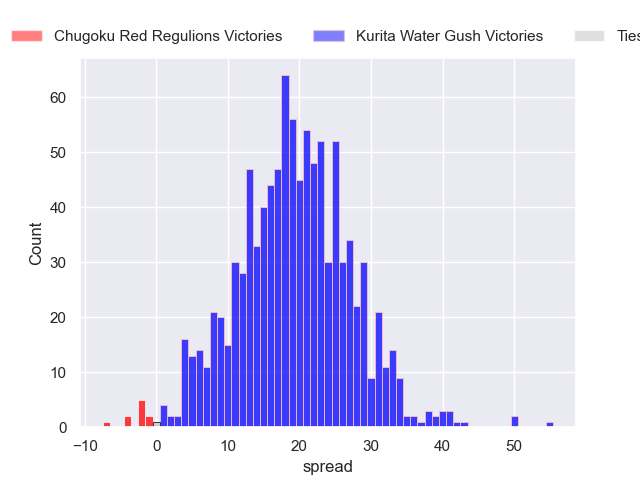 Chugoku Red Regulions Victories Kurita Water Gush Victories Ties
60
50
40
30
20
10
0
Count
−10 0 10 20 30 40 50
spread